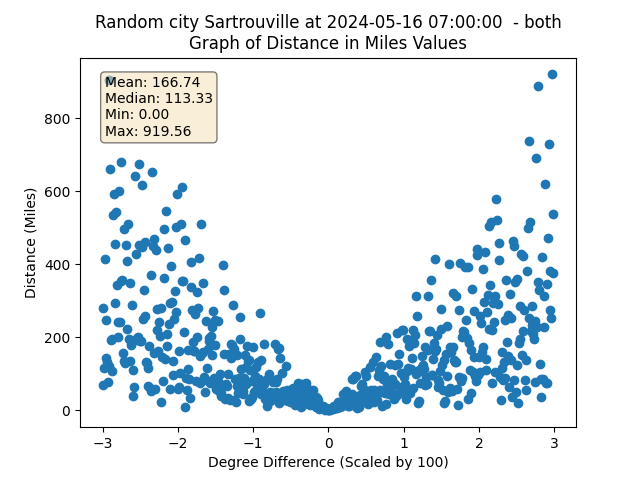 Random city Sartrouville at 2024-05-16 07:00:00  - both
Graph of Distance in Miles Values
Mean: 166.74
Median: 113.33
Min: 0.00
Max: 919.56
Distance (Miles)
800
600
400
200
0
−3 −2 −1 0 1 2 3
Degree Difference (Scaled by 100)